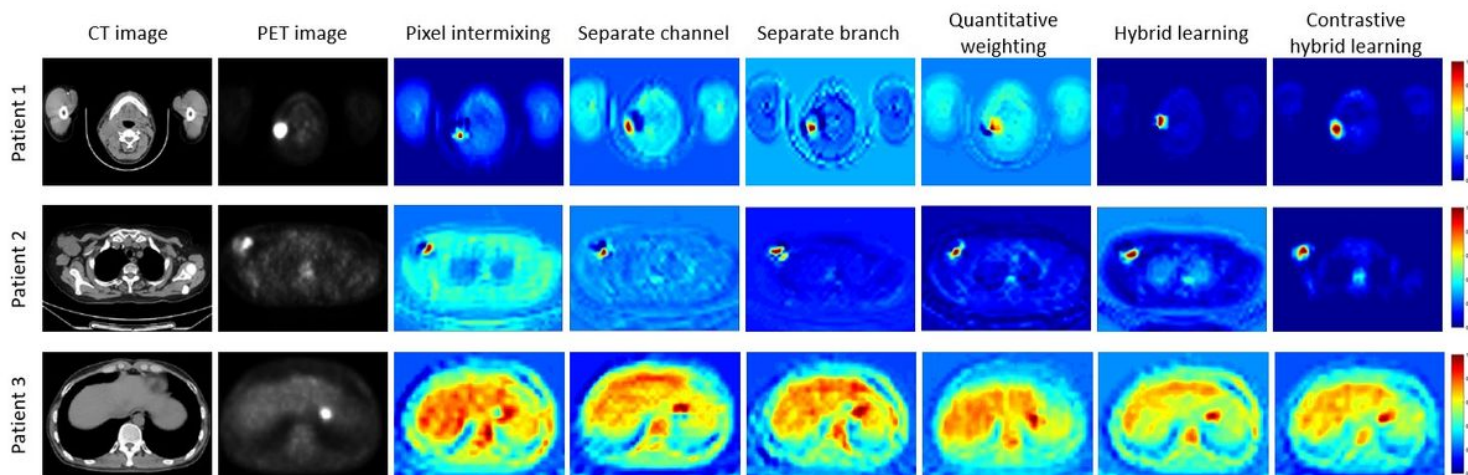 CT image
PET image
Pixel intermixing
Separate channel
Separate branch
Quantitative
weighting
Hybrid learning
Contrastive
hybrid learning
Patient 1
Patient 2
Patient 3